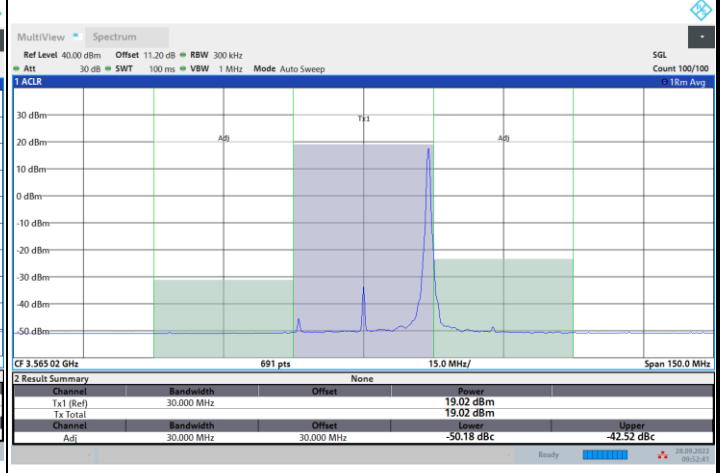 MultiView Spectrum
Ref Level 40.00 dBm Offset 11.20 dB RBW 300 kHz SGL
Att 30 dB SWT 100 ms VBW 1 MHz Mode Auto Sweep Count 100/100
1 ACLR 1Rm Avg
30 dBm
Tx1
20 dBm Adj Adj
10 dBm
0 dBm
-10 dBm
-20 dBm
-30 dBm
-40 dBm
-50 dBm
CF 3.565 02 GHz 691 pts 15.0 MHz/ Span 150.0 MHz
2 Result Summary None
Channel Bandwidth Offset Power
Tx1 (Ref) 30.000 MHz 19.02 dBm
Tx Total 19.02 dBm
Channel Bandwidth Offset Lower Upper
Adj 30.000 MHz 30.000 MHz -50.18 dBc -42.52 dBc
Ready 28.09.2022
09:52:41